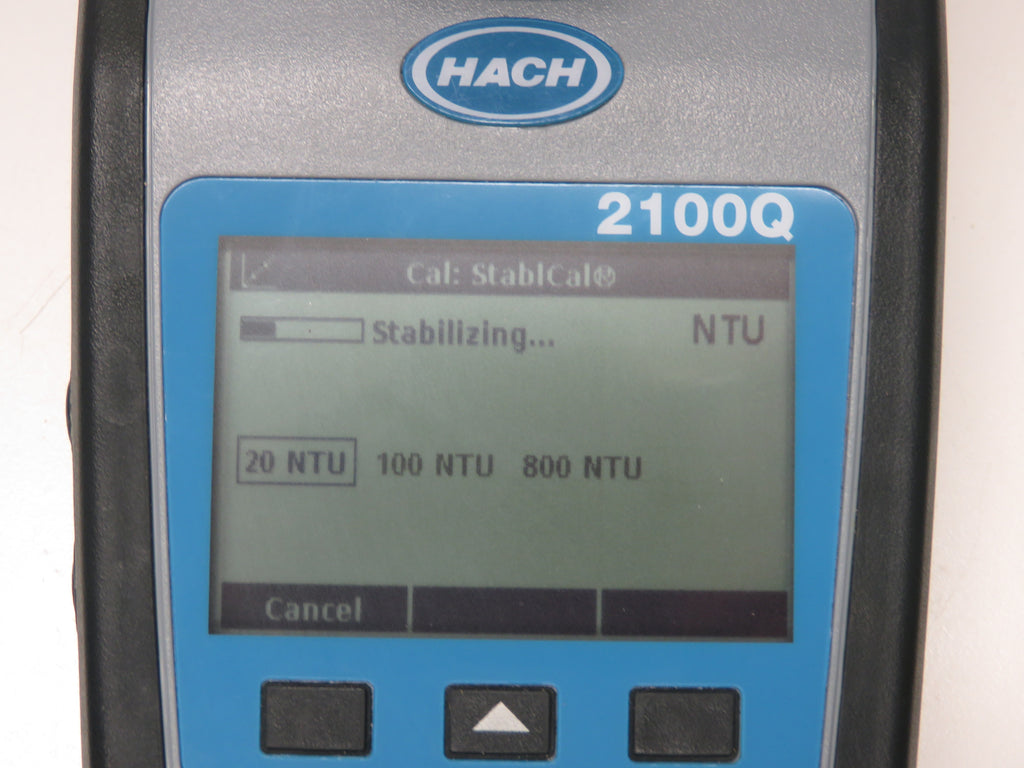 HACH
2100Q
Cal: StablCal®
Stabilizing... NTU
20 NTU 100 NTU 800 NTU
Cancel